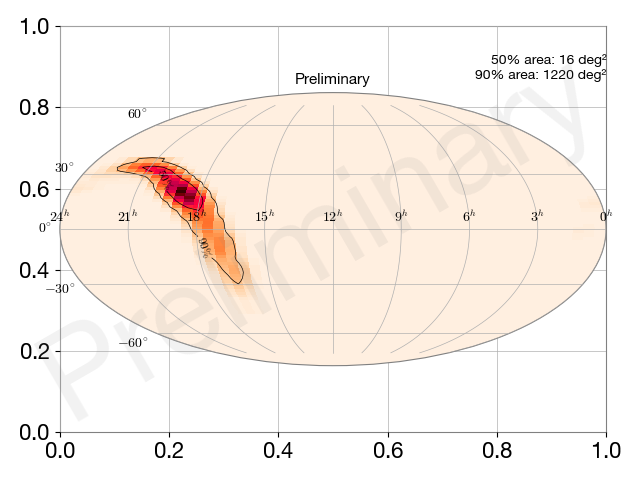 1.0
50% area: 16 deg²
90% area: 1220 deg²
Preliminary
0.8
60°
30°
0.6
24ʰ 21ʰ 18ʰ 15ʰ 12ʰ 9ʰ 6ʰ 3ʰ 0ʰ
0°
90%
0.4
−30°
0.2
−60°
Preliminary
0.0
0.0 0.2 0.4 0.6 0.8 1.0